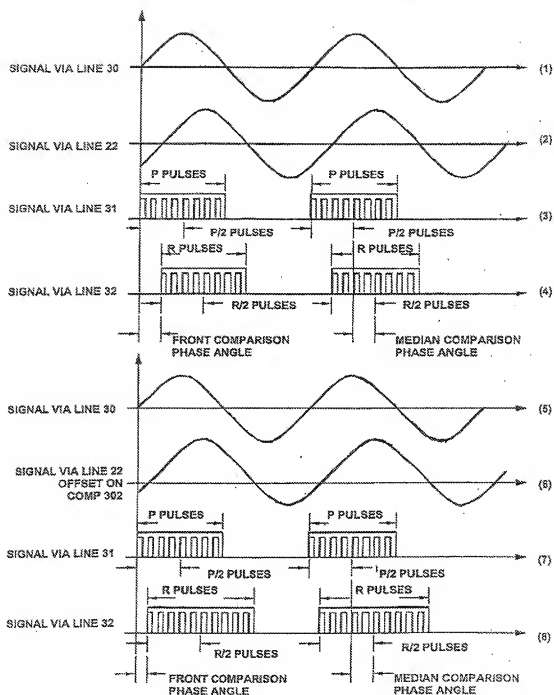 SIGNAL VIA LINE 30
(1)
SIGNAL VIA LINE 22
(2)
P PULSES
P PULSES
SIGNAL VIA LINE 31
(3)
P/2 PULSES
P/2 PULSES
R PULSES
R PULSES
SIGNAL VIA LINE 32
(4)
R/2 PULSES
R/2 PULSES
FRONT COMPARISON
PHASE ANGLE
MEDIAN COMPARISON
PHASE ANGLE
SIGNAL VIA LINE 30
(5)
SIGNAL VIA LINE 22
OFFSET ON
COMP 302
(6)
P PULSES
P PULSES
SIGNAL VIA LINE 31
(7)
P/2 PULSES
P/2 PULSES
R PULSES
R PULSES
SIGNAL VIA LINE 32
(8)
R/2 PULSES
R/2 PULSES
FRONT COMPARISON
PHASE ANGLE
MEDIAN COMPARISON
PHASE ANGLE